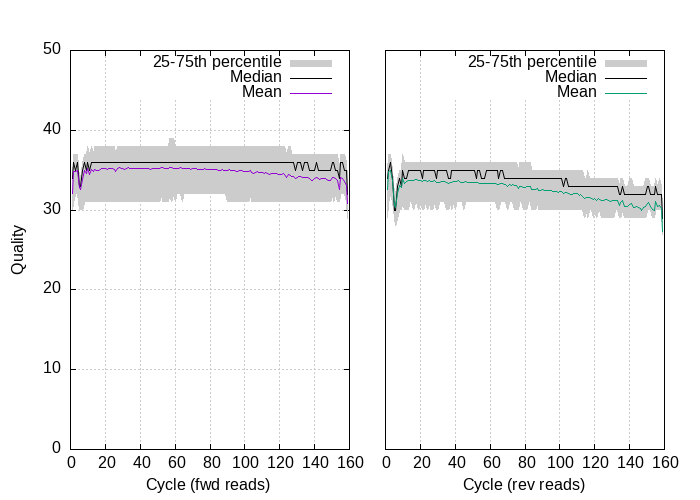 50
40
30
20
10
0
Quality
25-75th percentile
Median
Mean
0 20 40 60 80 100 120 140 160
Cycle (fwd reads)
25-75th percentile
Median
Mean
0 20 40 60 80 100 120 140 160
Cycle (rev reads)